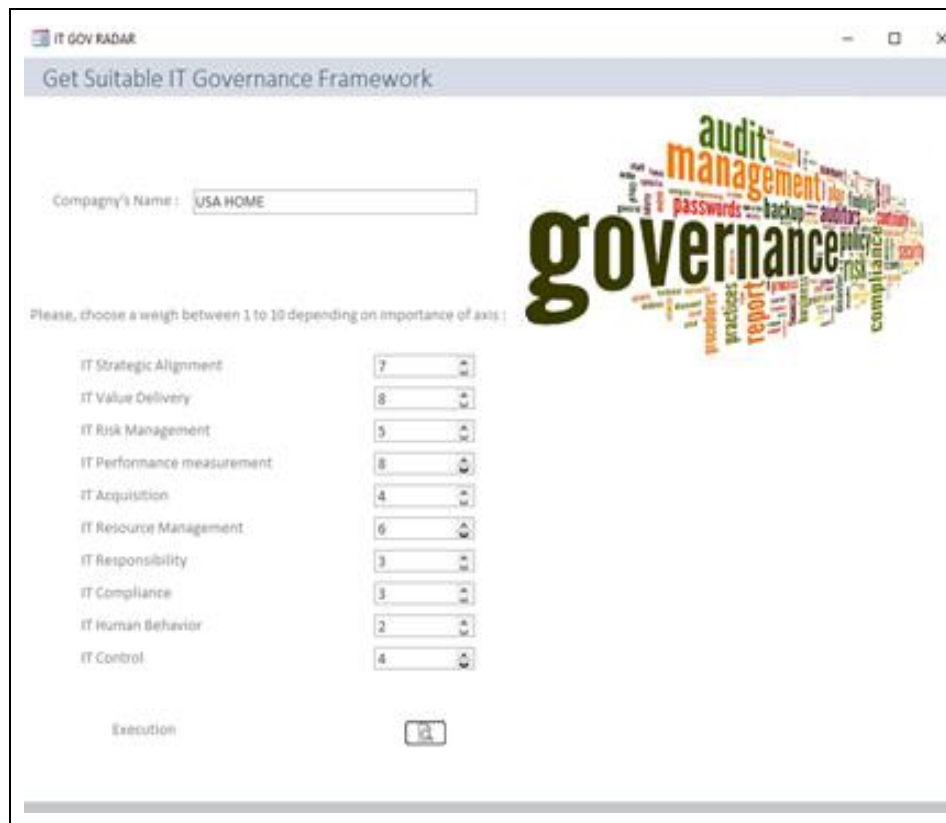 IT GOV RADAR
Get Suitable IT Governance Framework
Compagny's Name : USA HOME
Please, choose a weigh between 1 to 10 depending on importance of axis :
IT Strategic Alignment 7
IT Value Delivery 8
IT Risk Management 5
IT Performance measurement 8
IT Acquisition 4
IT Resource Management 6
IT Responsibility 3
IT Compliance 3
IT Human Behavior 2
IT Control 4
Execution
audit
management
passwords backup auditors
governance
policy
risk
compliance
security
procedures
practices
report